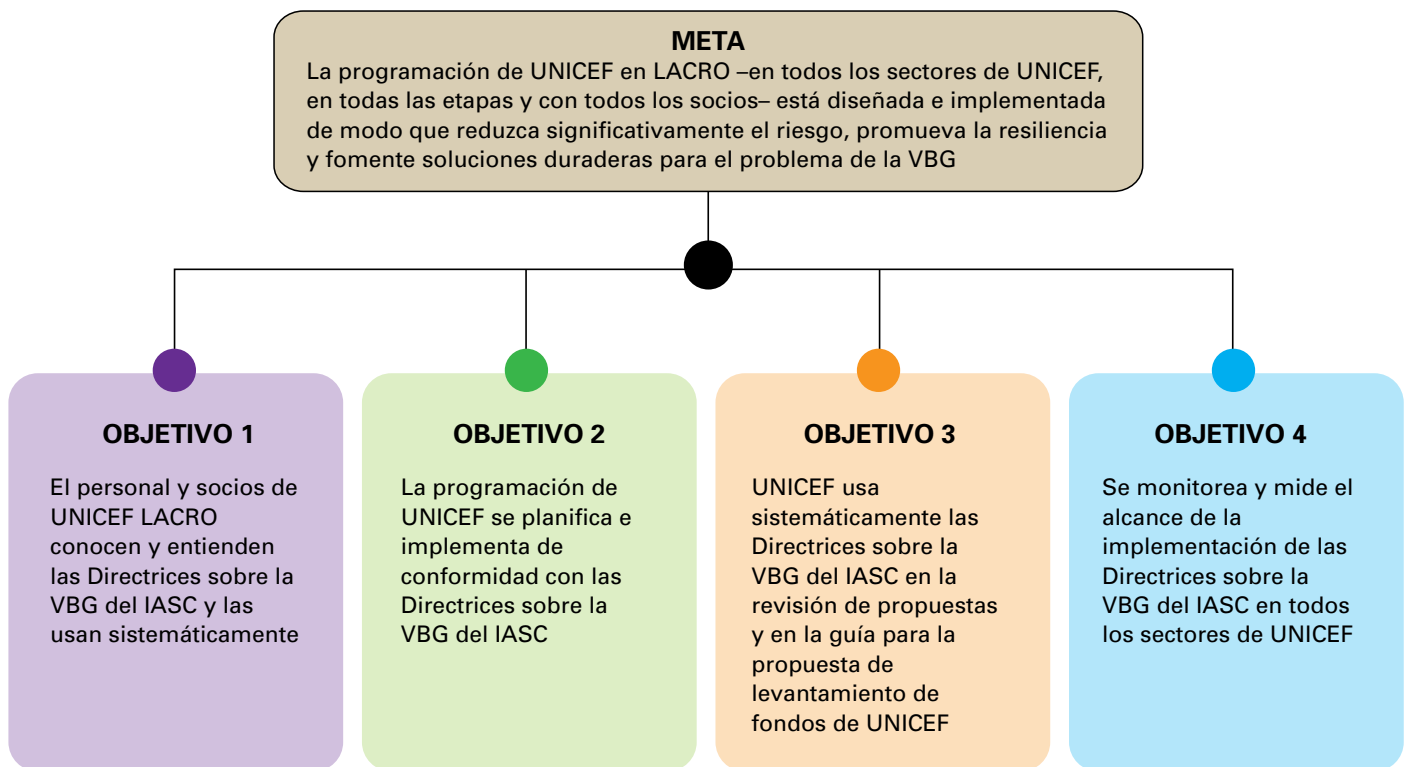 META
La programación de UNICEF en LACRO –en todos los sectores de UNICEF,
en todas las etapas y con todos los socios– está diseñada e implementada
de modo que reduzca significativamente el riesgo, promueva la resiliencia
y fomente soluciones duraderas para el problema de la VBG
OBJETIVO 1
El personal y socios de
UNICEF LACRO
conocen y entienden
las Directrices sobre la
VBG del IASC y las
usan sistemáticamente
OBJETIVO 2
La programación de
UNICEF se planifica e
implementa de
conformidad con las
Directrices sobre la
VBG del IASC
OBJETIVO 3
UNICEF usa
sistemáticamente las
Directrices sobre la
VBG del IASC en la
revisión de propuestas
y en la guía para la
propuesta de
levantamiento de
fondos de UNICEF
OBJETIVO 4
Se monitorea y mide el
alcance de la
implementación de las
Directrices sobre la
VBG del IASC en todos
los sectores de UNICEF